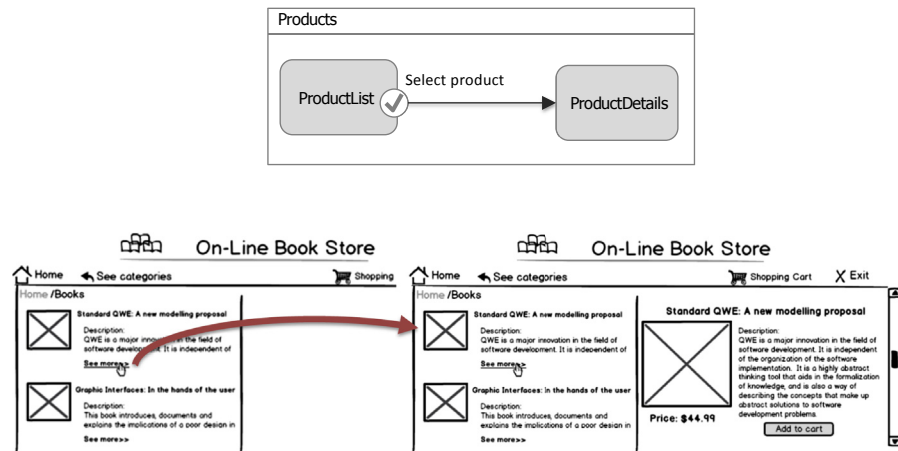 Products
ProductList
Select product
ProductDetails
On-Line Book Store
Home
See categories
Shopping
Home /Books
Standard QWE: A new modelling proposal
Description:
QWE is a major innovation in the field of
software development. It is independent of
See more>>
Graphic Interfaces: In the hands of the user
Description:
This book introduces, documents and
explains the implications of a poor design in
See more>>
On-Line Book Store
Home
See categories
Shopping Cart
X Exit
Home /Books
Standard QWE: A new modelling proposal
Description:
QWE is a major innovation in the field of
software development. It is independent of
See more>>
Graphic Interfaces: In the hands of the user
Description:
This book introduces, documents and
explains the implications of a poor design in
See more>>
Standard QWE: A new modelling proposal
Description:
QWE is a major innovation in the field of
software development. It is independent
of the organization of the software
implementation. It is a highly abstract
thinking tool that aids in the formalization
of knowledge, and is also a way of
describing the concepts that make up
abstract solutions to software
development problems.
Price: $44.99
Add to cart